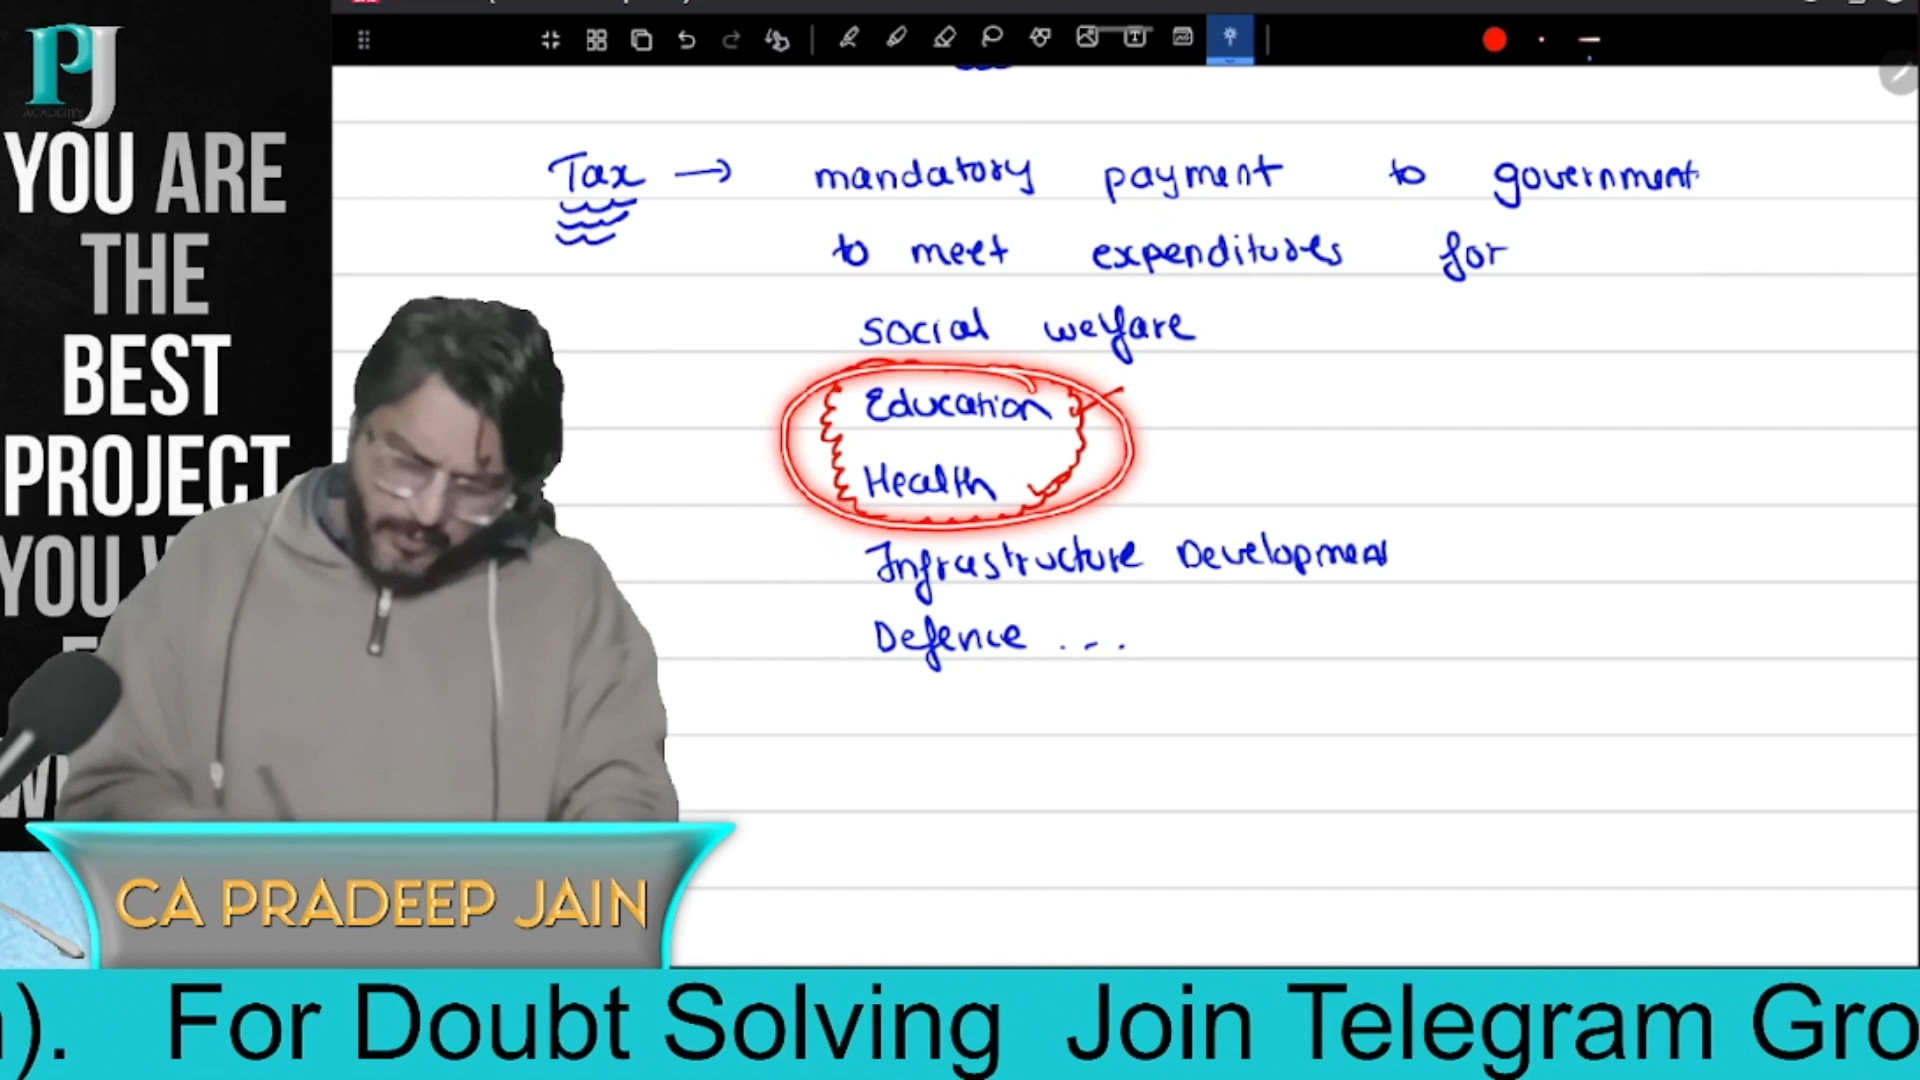 PJ
ACADEMY
YOU ARE
THE
BEST
PROJECT
YOU
Tax → mandatory payment to government
to meet expenditures for
social welfare
Education
Health
Infrastructure Development
Defence ...
CA PRADEEP JAIN
). For Doubt Solving Join Telegram Gro